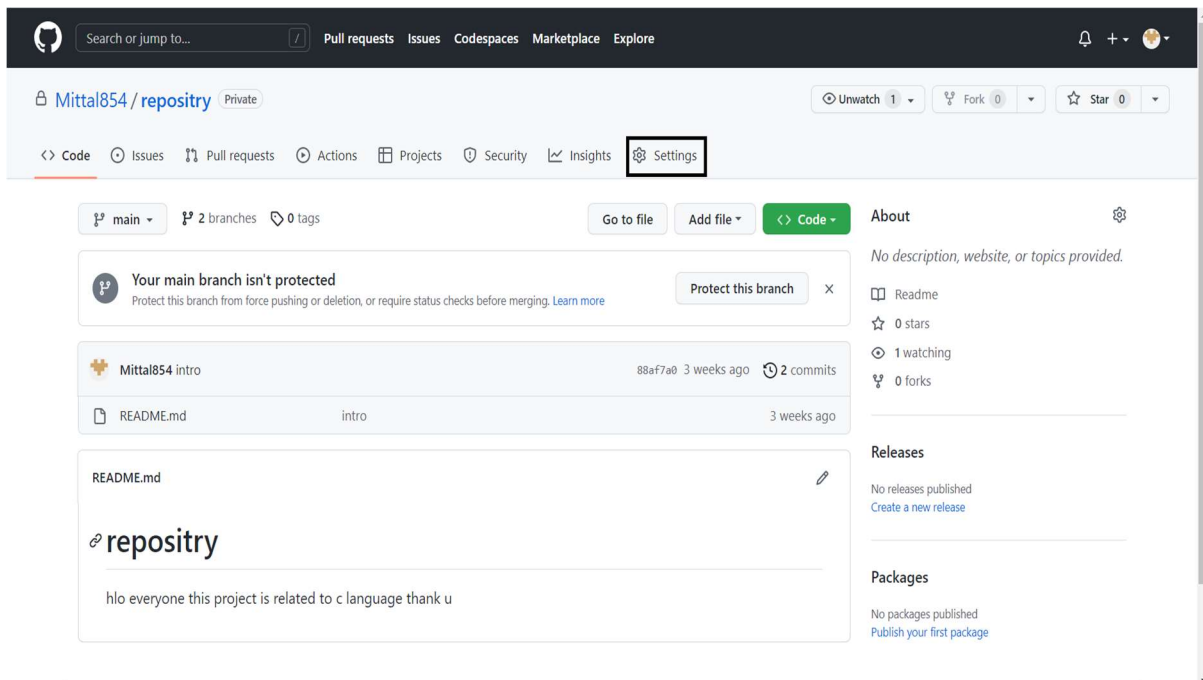 Search or jump to... /
Pull requests Issues Codespaces Marketplace Explore
Mittal854 / repositry Private
Unwatch 1 Fork 0 Star 0
Code Issues Pull requests Actions Projects Security Insights Settings
main 2 branches 0 tags
Go to file Add file Code
Your main branch isn't protected
Protect this branch from force pushing or deletion, or require status checks before merging. Learn more
Protect this branch
Mittal854 intro 88af7a0 3 weeks ago 2 commits
README.md intro 3 weeks ago
README.md
repositry
hlo everyone this project is related to c language thank u
About
No description, website, or topics provided.
Readme
0 stars
1 watching
0 forks
Releases
No releases published
Create a new release
Packages
No packages published
Publish your first package